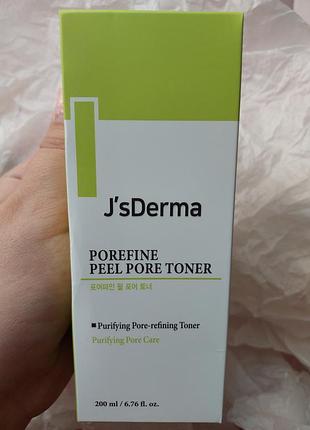 J'sDerma
POREFINE
PEEL PORE TONER
포어파인 필 포어 토너
Purifying Pore-refining Toner
Purifying Pore Care
200 ml / 6.76 fl. oz.